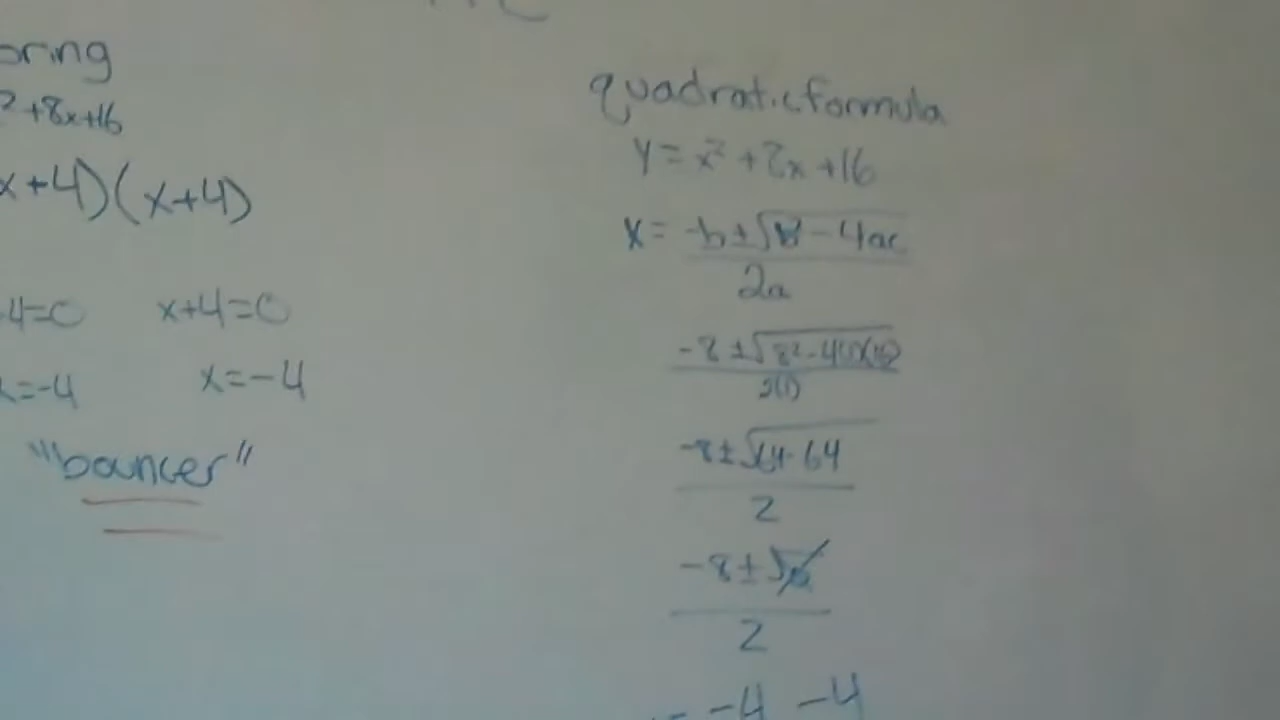 oring
² +8x+16
x+4)(x+4)
4=0 x+4=0
x=-4 x=-4
"bouncer"
quadratic formula
y = x² + 8x + 16
x = -b ± √b² - 4ac
2a
-8 ± √8² - 4(1)(16)
2(1)
-8 ± √64-64
2
-8 ± √0
2
= -4 -4